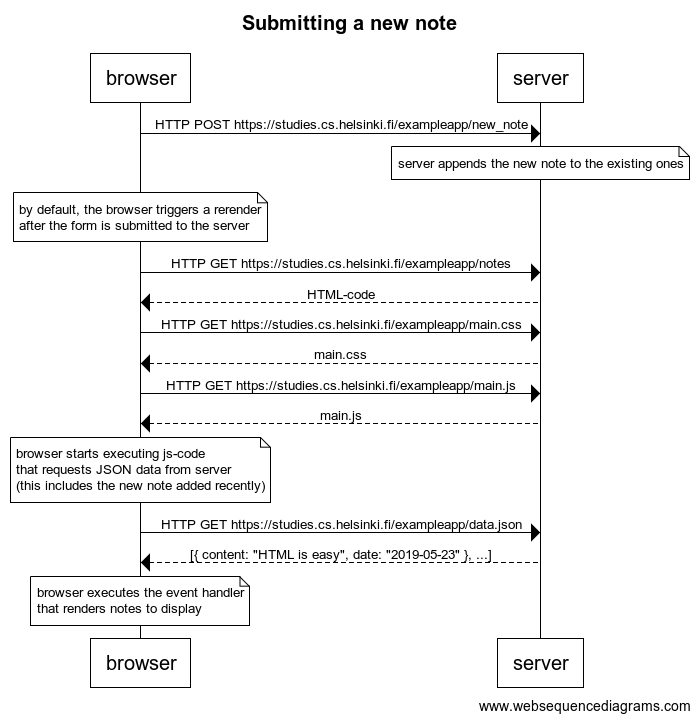 Submitting a new note
browser
server
HTTP POST https://studies.cs.helsinki.fi/exampleapp/new_note
server appends the new note to the existing ones
by default, the browser triggers a rerender
after the form is submitted to the server
HTTP GET https://studies.cs.helsinki.fi/exampleapp/notes
HTML-code
HTTP GET https://studies.cs.helsinki.fi/exampleapp/main.css
main.css
HTTP GET https://studies.cs.helsinki.fi/exampleapp/main.js
main.js
browser starts executing js-code
that requests JSON data from server
(this includes the new note added recently)
HTTP GET https://studies.cs.helsinki.fi/exampleapp/data.json
[{ content: "HTML is easy", date: "2019-05-23" }, ...]
browser executes the event handler
that renders notes to display
browser
server
www.websequencediagrams.com